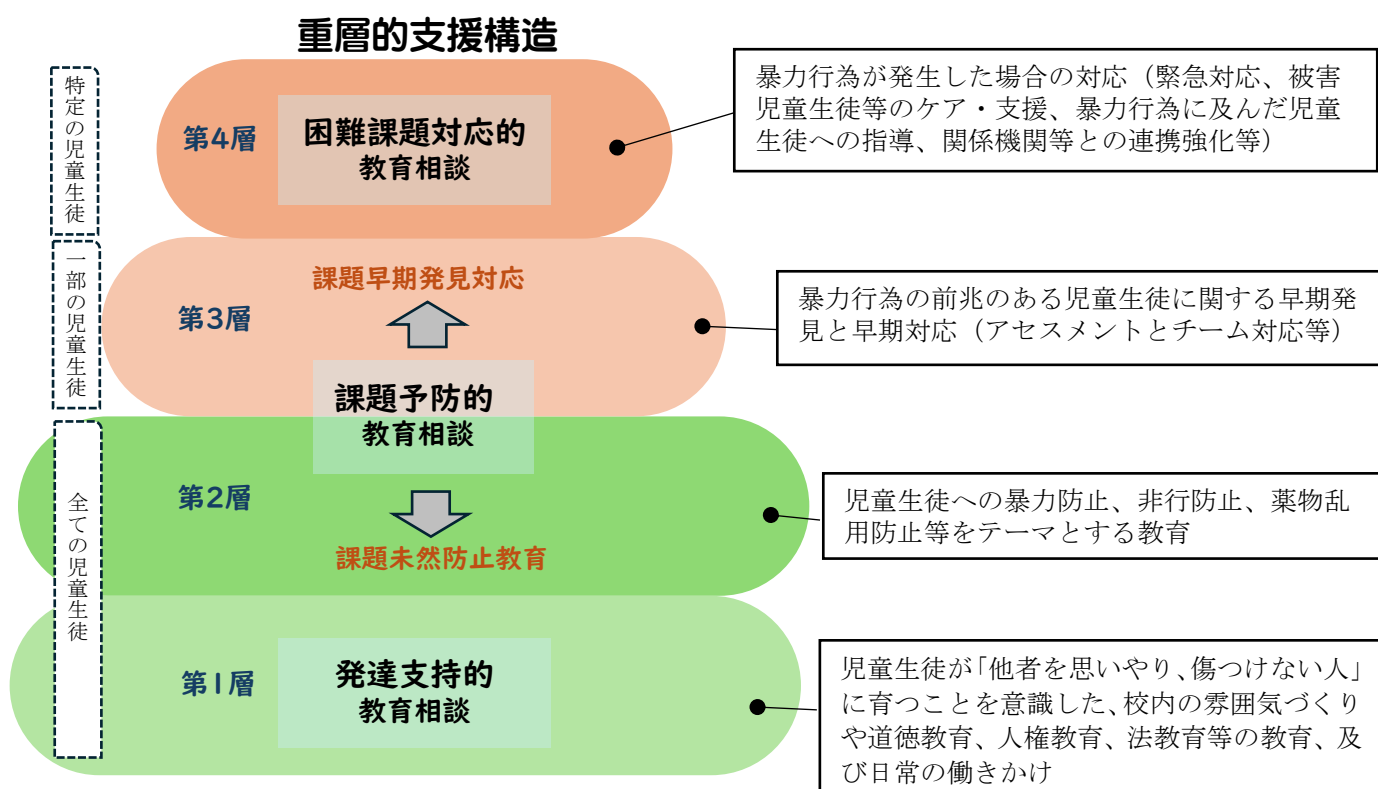 重層的支援構造
特定の児童生徒
第4層
困難課題対応的
教育相談
暴力行為が発生した場合の対応（緊急対応、被害
児童生徒等のケア・支援、暴力行為に及んだ児童
生徒への指導、関係機関等との連携強化等）
一部の児童生徒
課題早期発見対応
第3層
暴力行為の前兆のある児童生徒に関する早期発
見と早期対応（アセスメントとチーム対応等）
課題予防的
教育相談
全ての児童生徒
第2層
課題未然防止教育
児童生徒への暴力防止、非行防止、薬物乱
用防止等をテーマとする教育
第1層
発達支持的
教育相談
児童生徒が「他者を思いやり、傷つけない人」
に育つことを意識した、校内の雰囲気づくり
や道徳教育、人権教育、法教育等の教育、及
び日常の働きかけ